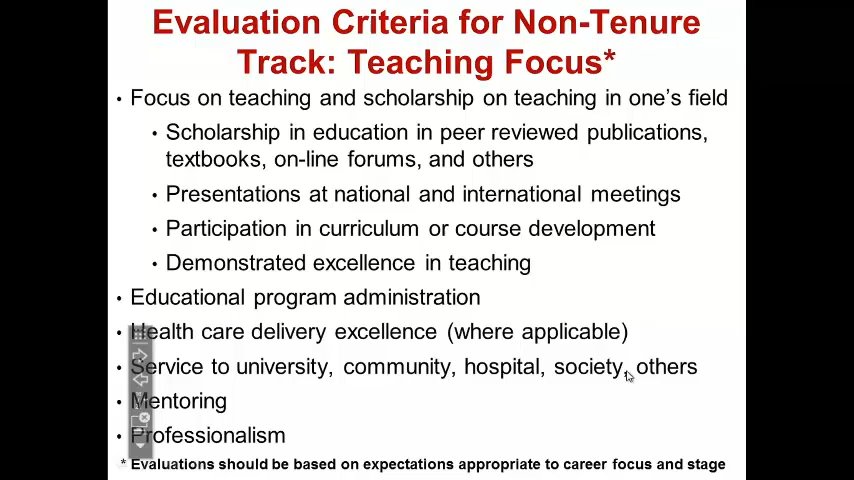 Evaluation Criteria for Non-Tenure
Track: Teaching Focus*
• Focus on teaching and scholarship on teaching in one's field
• Scholarship in education in peer reviewed publications,
textbooks, on-line forums, and others
• Presentations at national and international meetings
• Participation in curriculum or course development
• Demonstrated excellence in teaching
• Educational program administration
• Health care delivery excellence (where applicable)
• Service to university, community, hospital, society, others
• Mentoring
• Professionalism
* Evaluations should be based on expectations appropriate to career focus and stage